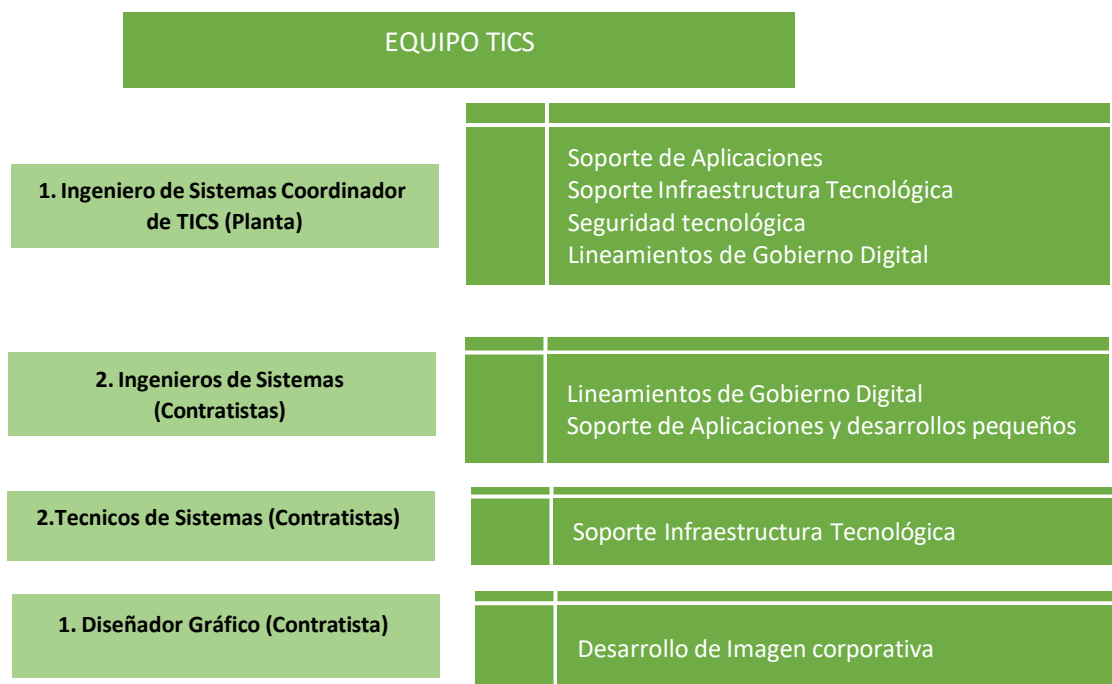 EQUIPO TICS
1. Ingeniero de Sistemas Coordinador
de TICS (Planta)
Soporte de Aplicaciones
Soporte Infraestructura Tecnológica
Seguridad tecnológica
Lineamientos de Gobierno Digital
2. Ingenieros de Sistemas
(Contratistas)
Lineamientos de Gobierno Digital
Soporte de Aplicaciones y desarrollos pequeños
2.Tecnicos de Sistemas (Contratistas)
Soporte Infraestructura Tecnológica
1. Diseñador Gráfico (Contratista)
Desarrollo de Imagen corporativa